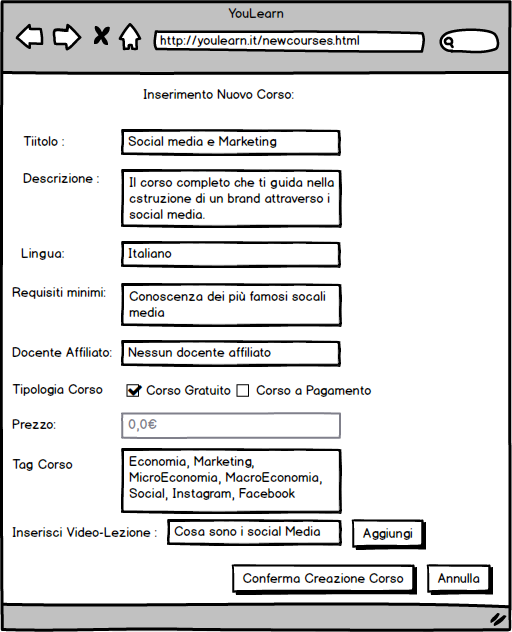 YouLearn
http://youlearn.it/newcourses.html
Inserimento Nuovo Corso:
Tiitolo :
Social media e Marketing
Descrizione :
Il corso completo che ti guida nella
cstruzione di un brand attraverso i
social media.
Lingua:
Italiano
Requisiti minimi:
Conoscenza dei più famosi socali
media
Docente Affiliato:
Nessun docente affiliato
Tipologia Corso
Corso Gratuito
Corso a Pagamento
Prezzo:
0,0€
Tag Corso
Economia, Marketing,
MicroEconomia, MacroEconomia,
Social, Instagram, Facebook
Inserisci Video-Lezione :
Cosa sono i social Media
Aggiungi
Conferma Creazione Corso
Annulla